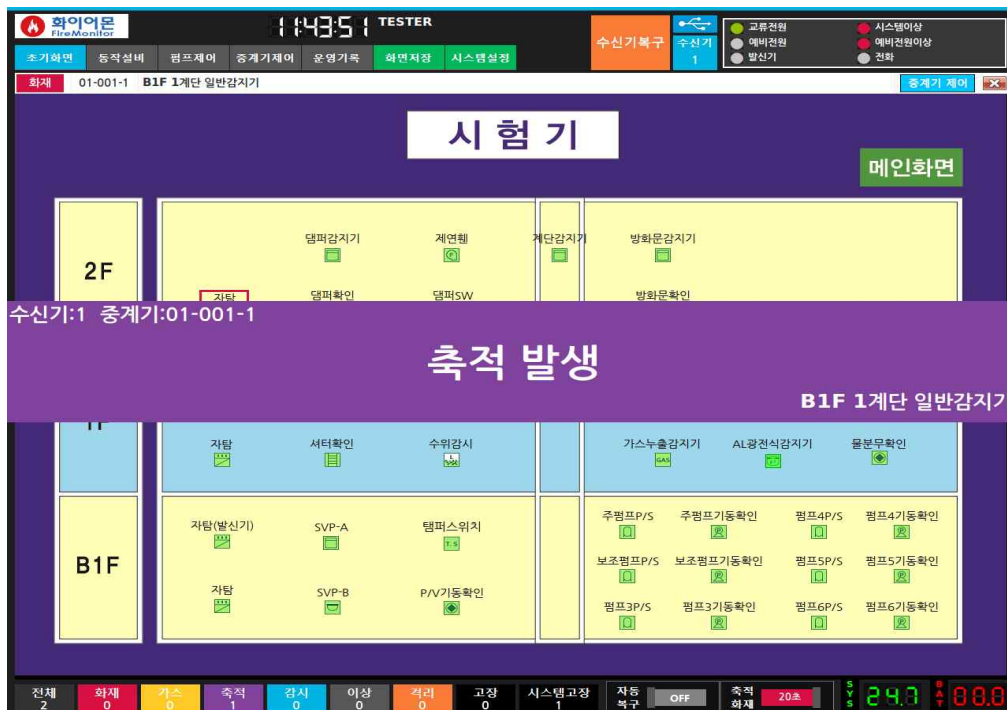 화이어몬
FireMonitor
11:43:51 TESTER
수신기복구
수신기
1
교류전원
예비전원
발신기
시스템이상
예비전원이상
전화
초기화면 동작설비 펌프제어 중계기제어 운영기록 화면저장 시스템설정
화재 01-001-1 B1F 1계단 일반감지기
중계기 제어
시 험 기
메인화면
2F
댐퍼감지기 제연휀 계단감지기 방화문감지기
자탐 댐퍼확인 댐퍼SW 방화문확인
수신기:1 중계기:01-001-1
축적 발생
B1F 1계단 일반감지기
1F
자탐 셔터확인 수위감시 가스누출감지기 AL광전식감지기 물분무확인
GAS
B1F
자탐(발신기) SVP-A 탬퍼스위치
T.S
자탐 SVP-B P/V기동확인
주펌프P/S 주펌프기동확인 펌프4P/S 펌프4기동확인
보조펌프P/S 보조펌프기동확인 펌프5P/S 펌프5기동확인
펌프3P/S 펌프3기동확인 펌프6P/S 펌프6기동확인
전체 화재 가스 축적 감시 이상 격리 고장 시스템고장
2 0 0 1 0 0 0 0 1
자동
복구
OFF
축적
화재
20초
SYS
24.7
BAT
00.0